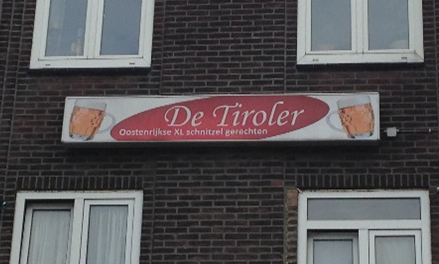 De Tiroler
Oostenrijkse XL schnitzel gerechten